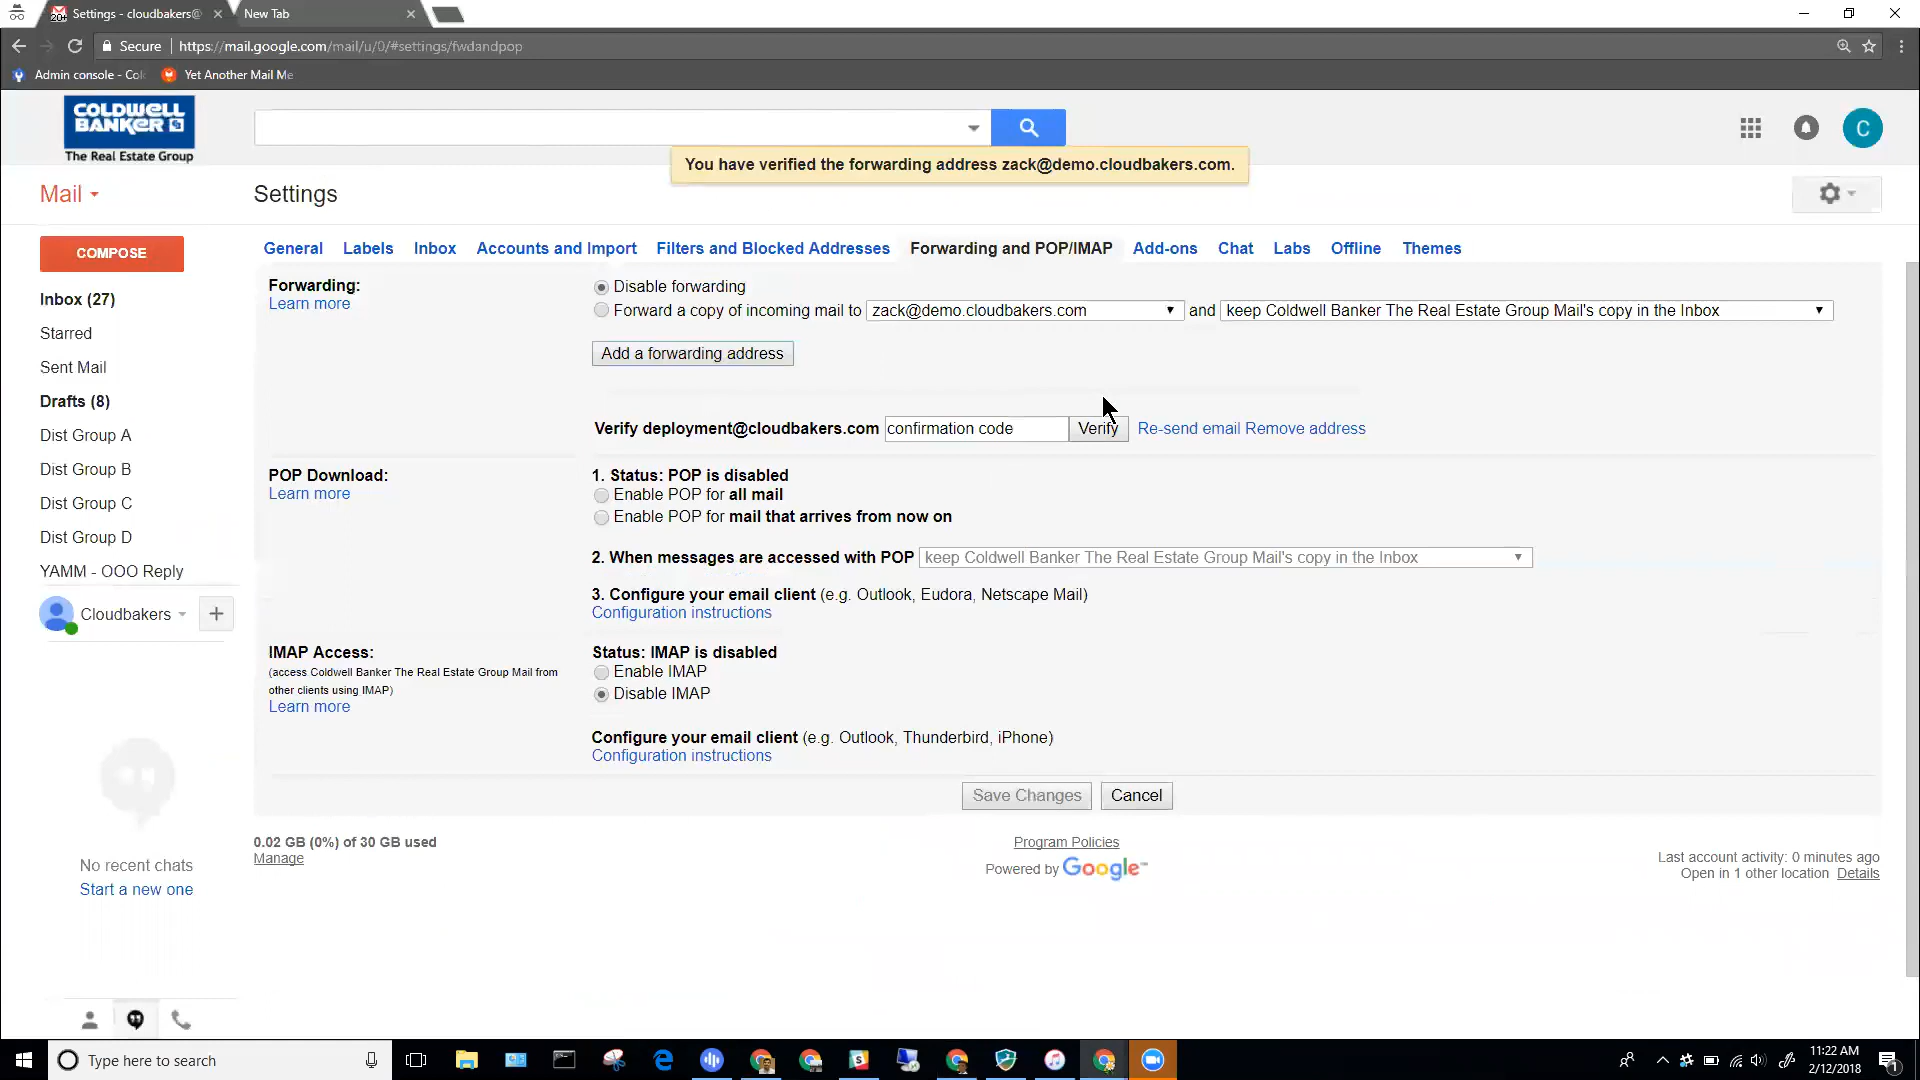 Settings - cloudbakers@
New Tab
Secure
https://mail.google.com/mail/u/0/#settings/fwdandpop
Admin console - Col
Yet Another Mail Me
COLDWELL
BANKER
The Real Estate Group
C
You have verified the forwarding address zack@demo.cloudbakers.com.
Mail
Settings
COMPOSE
Inbox (27)
Starred
Sent Mail
Drafts (8)
Dist Group A
Dist Group B
Dist Group C
Dist Group D
YAMM - OOO Reply
Cloudbakers
No recent chats
Start a new one
General Labels Inbox Accounts and Import Filters and Blocked Addresses Forwarding and POP/IMAP Add-ons Chat Labs Offline Themes
Forwarding:
Learn more
Disable forwarding
Forward a copy of incoming mail to zack@demo.cloudbakers.com and keep Coldwell Banker The Real Estate Group Mail's copy in the Inbox
Add a forwarding address
Verify deployment@cloudbakers.com confirmation code Verify Re-send email Remove address
POP Download:
Learn more
1. Status: POP is disabled
Enable POP for all mail
Enable POP for mail that arrives from now on
2. When messages are accessed with POP keep Coldwell Banker The Real Estate Group Mail's copy in the Inbox
3. Configure your email client (e.g. Outlook, Eudora, Netscape Mail)
Configuration instructions
IMAP Access:
(access Coldwell Banker The Real Estate Group Mail from
other clients using IMAP)
Learn more
Status: IMAP is disabled
Enable IMAP
Disable IMAP
Configure your email client (e.g. Outlook, Thunderbird, iPhone)
Configuration instructions
Save Changes Cancel
0.02 GB (0%) of 30 GB used
Manage
Program Policies
Powered by Google™
Last account activity: 0 minutes ago
Open in 1 other location Details
Type here to search
11:22 AM
2/12/2018